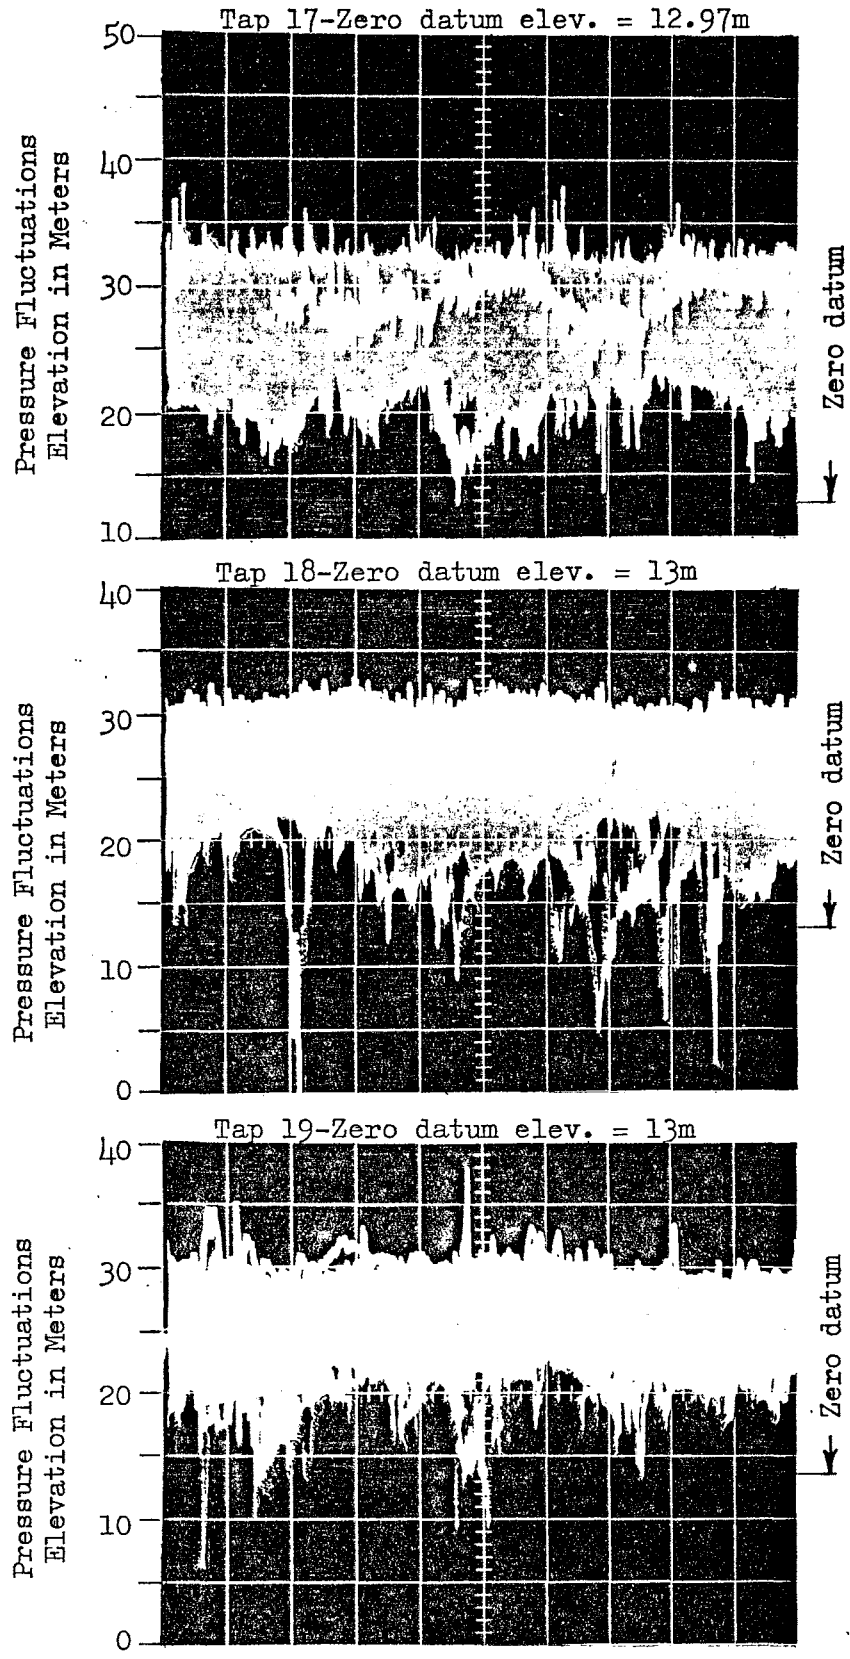 Tap 17-Zero datum elev. = 12.97m
50
40
30
20
10
Pressure Fluctuations
Elevation in Meters
Zero datum
Tap 18-Zero datum elev. = 13m
40
30
20
10
0
Pressure Fluctuations
Elevation in Meters
Zero datum
Tap 19-Zero datum elev. = 13m
40
30
20
10
0
Pressure Fluctuations
Elevation in Meters
Zero datum